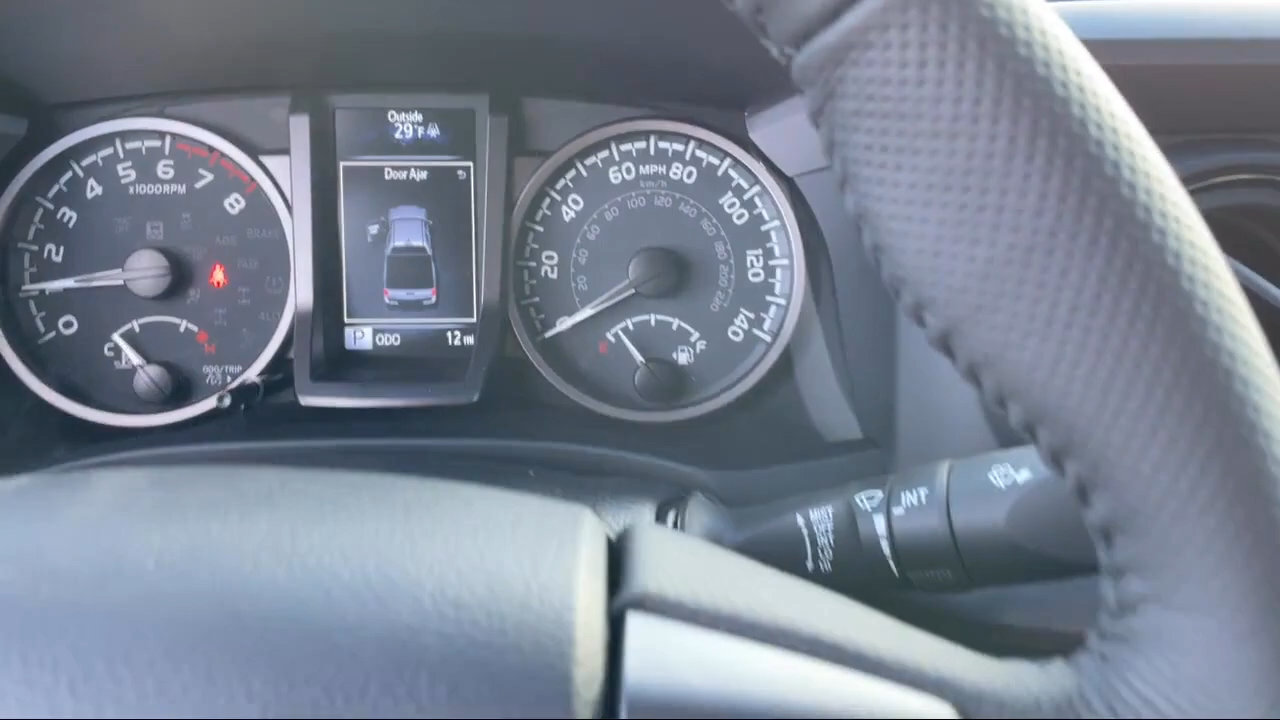 Outside
29°F
Door Ajar
P ODO 12 mi
0 2 3 4 5 6 7 8
x1000RPM
ABS
BRAKE
C H
ODO/TRIP
0 20 40 60 80 100 120 140
MPH
km/h
20 40 60 80 100 120 140 160 180 200 220
E F
MIST
INT